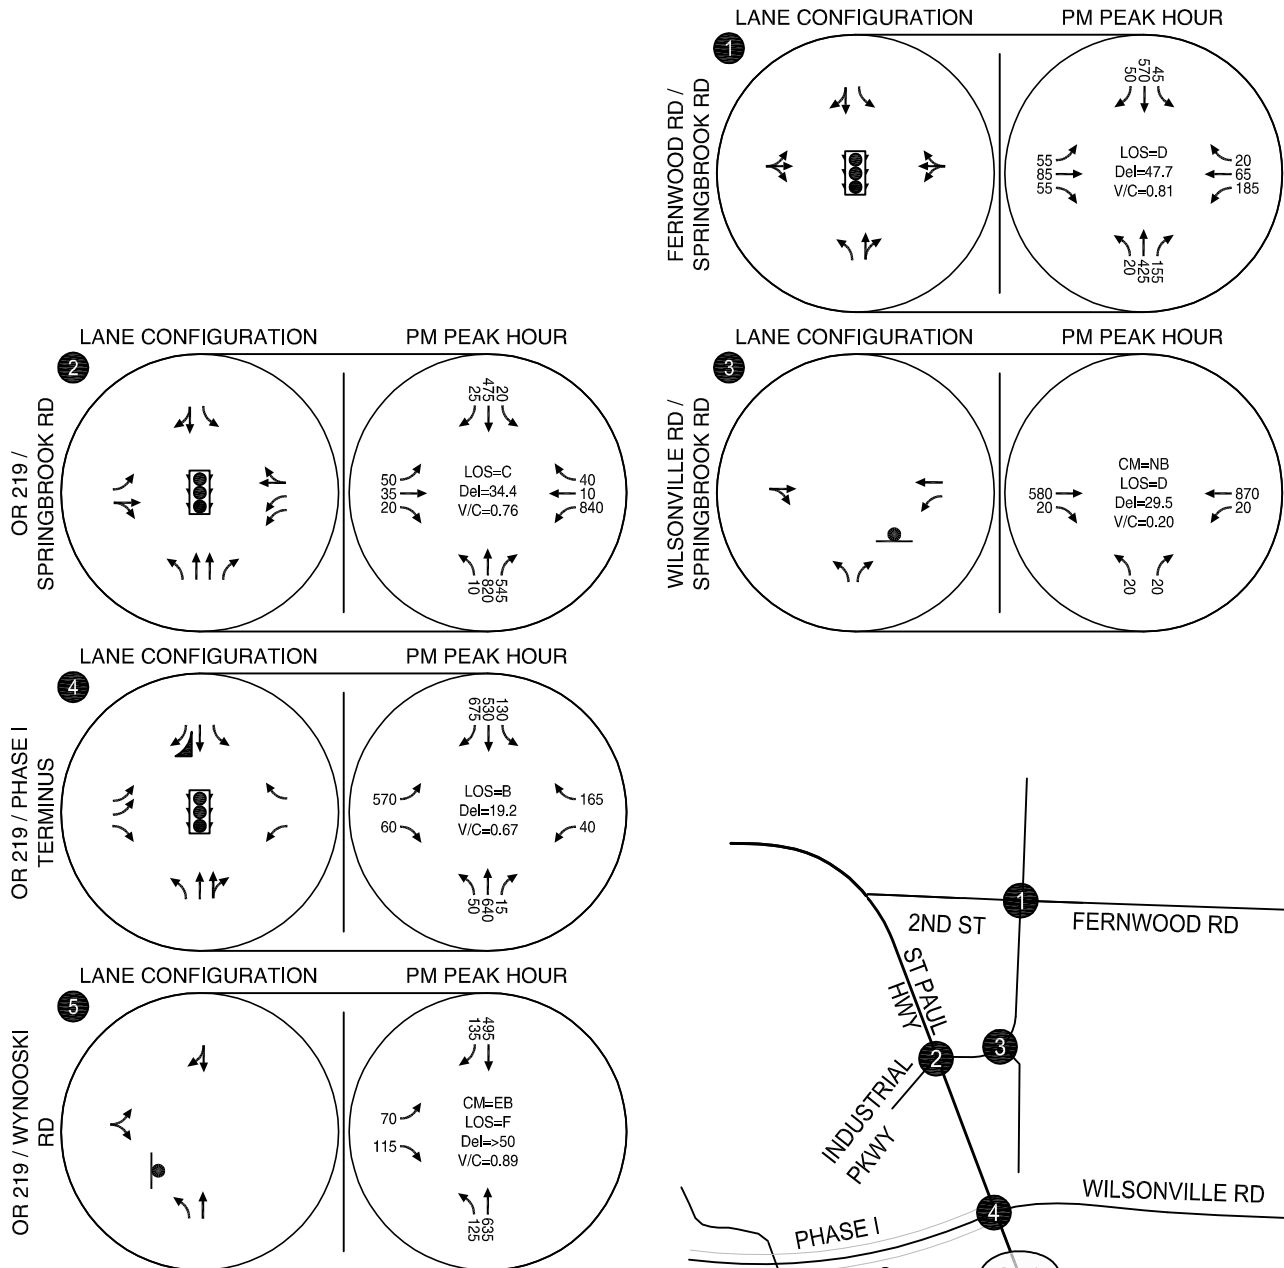 LANE CONFIGURATION
PM PEAK HOUR
1
FERNWOOD RD /
SPRINGBROOK RD
50
570
45
55
85
55
LOS=D
Del=47.7
V/C=0.81
20
65
185
20
425
155
LANE CONFIGURATION
PM PEAK HOUR
2
OR 219 /
SPRINGBROOK RD
25
475
20
50
35
20
LOS=C
Del=34.4
V/C=0.76
40
10
840
10
820
545
LANE CONFIGURATION
PM PEAK HOUR
3
WILSONVILLE RD /
SPRINGBROOK RD
580
20
CM=NB
LOS=D
Del=29.5
V/C=0.20
870
20
20
20
LANE CONFIGURATION
PM PEAK HOUR
4
OR 219 / PHASE I
TERMINUS
675
530
130
570
60
LOS=B
Del=19.2
V/C=0.67
165
40
50
640
15
LANE CONFIGURATION
PM PEAK HOUR
5
OR 219 / WYNOOSKI
RD
135
495
70
115
CM=EB
LOS=F
Del=>50
V/C=0.89
125
635
1
2ND ST
FERNWOOD RD
ST PAUL
HWY
2
3
INDUSTRIAL
PKWY
4
WILSONVILLE RD
PHASE I